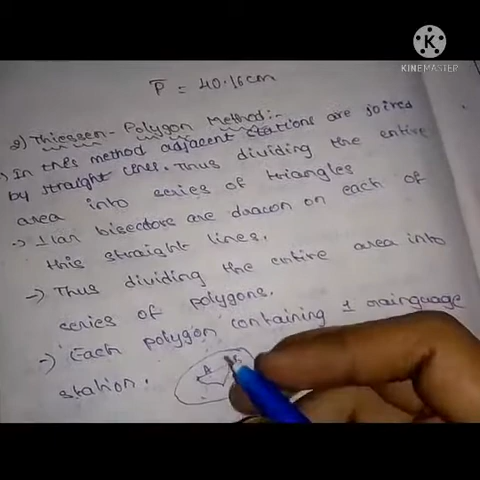 KINEMASTER
P̅ = 40.16cm
2) Thiessen - Polygon Method:-
In this method adjacent stations are joined
by straight lines. Thus dividing the entire
area into series of triangles
-> ⊥lar bisectors are drawn on each of
this straight lines.
-> Thus dividing the entire area into
series of polygons.
-> Each polygon containing 1 rainguage
station.
A